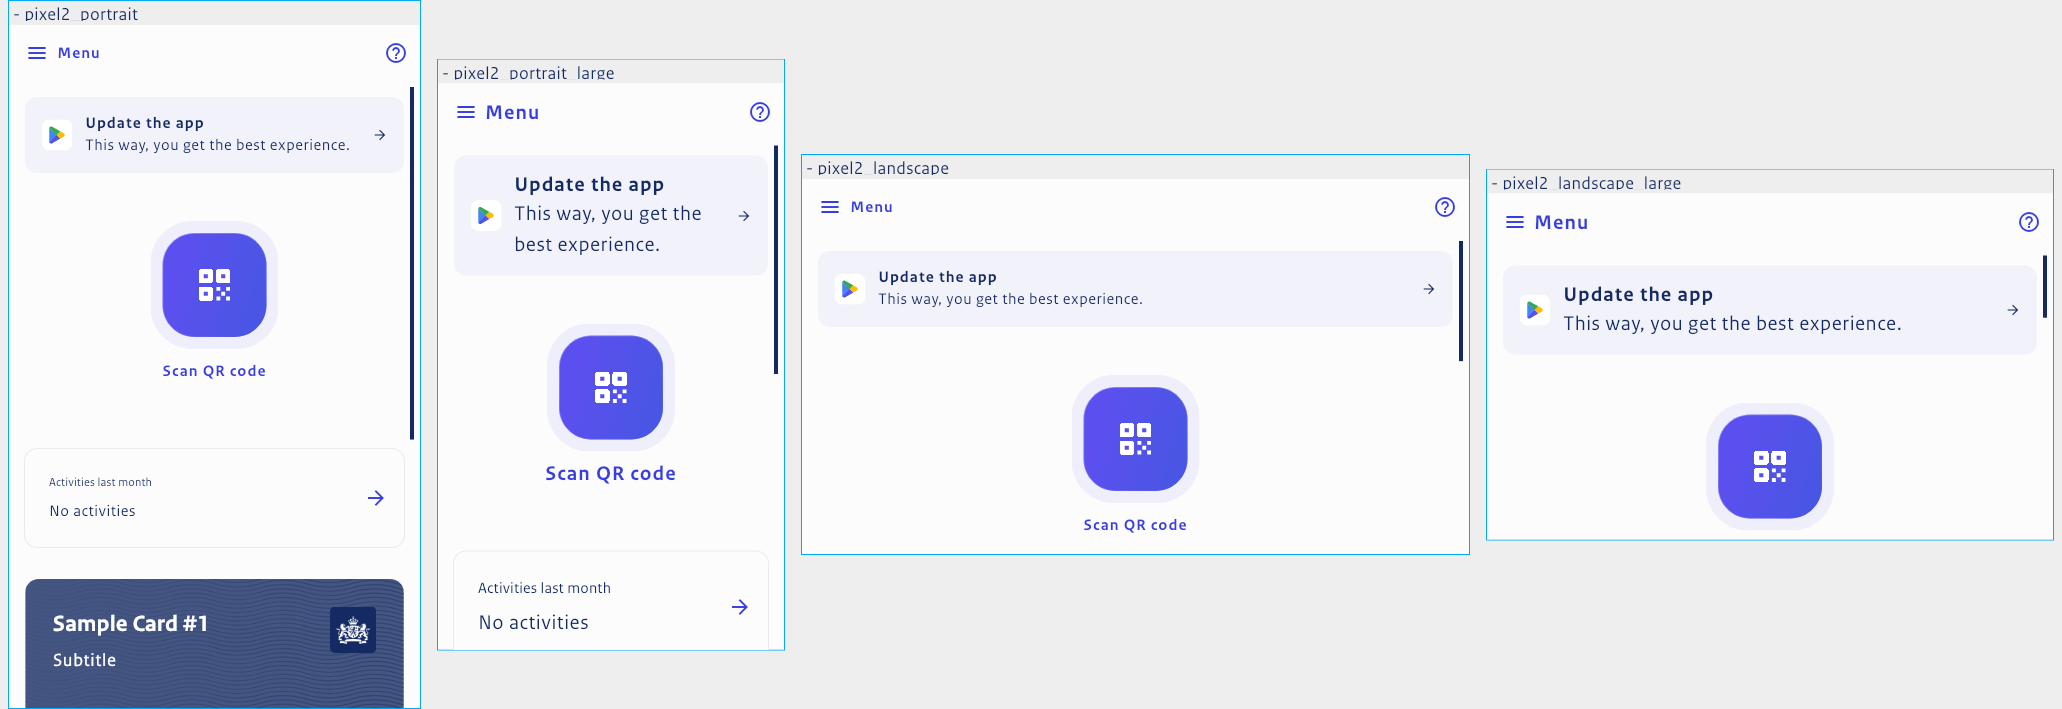 - pixel2_portrait
Menu
Update the app
This way, you get the best experience.
Scan QR code
Activities last month
No activities
Sample Card #1
Subtitle
- pixel2_portrait_large
Menu
Update the app
This way, you get the
best experience.
Scan QR code
Activities last month
No activities
- pixel2_landscape
Menu
Update the app
This way, you get the best experience.
Scan QR code
- pixel2_landscape_large
Menu
Update the app
This way, you get the best experience.